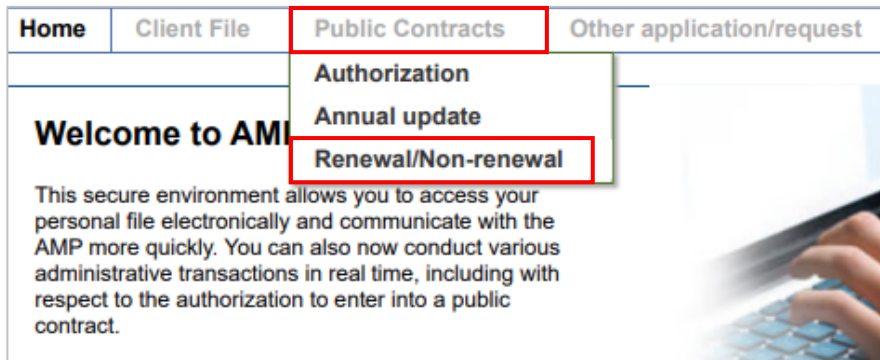 Home Client File Public Contracts Other application/request
Authorization
Annual update
Renewal/Non-renewal
Welcome to
This secure environment allows you to access your
personal file electronically and communicate with the
AMP more quickly. You can also now conduct various
administrative transactions in real time, including with
respect to the authorization to enter into a public
contract.